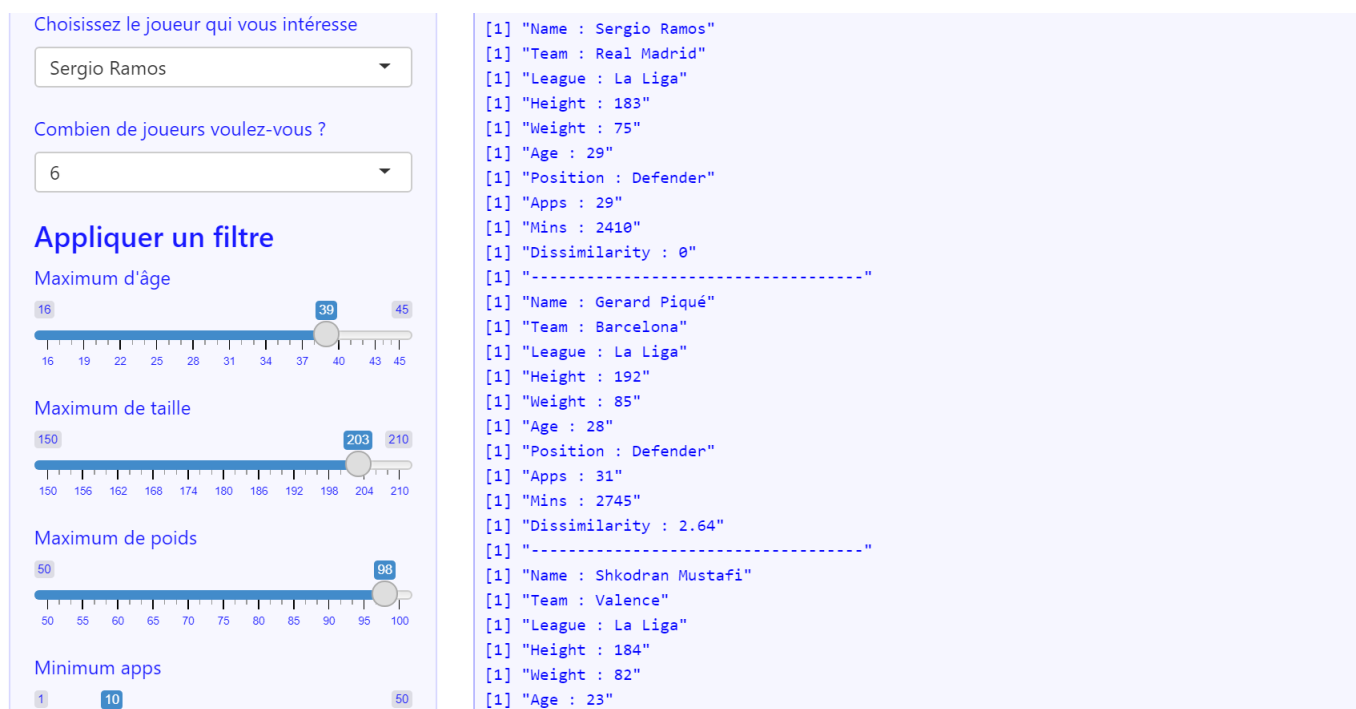 Choisissez le joueur qui vous intéresse
Sergio Ramos
Combien de joueurs voulez-vous ?
6
Appliquer un filtre
Maximum d'âge
16 39 45
16 19 22 25 28 31 34 37 40 43 45
Maximum de taille
150 203 210
150 156 162 168 174 180 186 192 198 204 210
Maximum de poids
50 98
50 55 60 65 70 75 80 85 90 95 100
Minimum apps
1 10 50
[1] "Name : Sergio Ramos"
[1] "Team : Real Madrid"
[1] "League : La Liga"
[1] "Height : 183"
[1] "Weight : 75"
[1] "Age : 29"
[1] "Position : Defender"
[1] "Apps : 29"
[1] "Mins : 2410"
[1] "Dissimilarity : 0"
[1] "------------------------------------"
[1] "Name : Gerard Piqué"
[1] "Team : Barcelona"
[1] "League : La Liga"
[1] "Height : 192"
[1] "Weight : 85"
[1] "Age : 28"
[1] "Position : Defender"
[1] "Apps : 31"
[1] "Mins : 2745"
[1] "Dissimilarity : 2.64"
[1] "------------------------------------"
[1] "Name : Shkodran Mustafi"
[1] "Team : Valence"
[1] "League : La Liga"
[1] "Height : 184"
[1] "Weight : 82"
[1] "Age : 23"